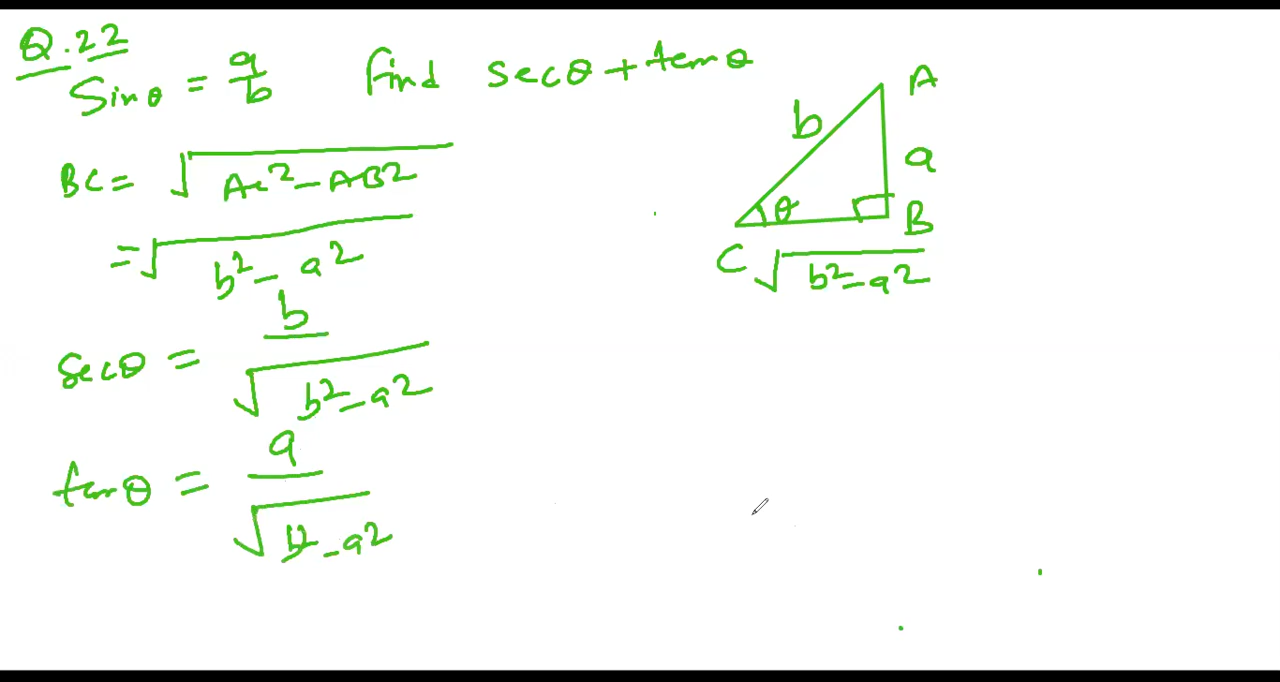 Q.22
Sinθ = a/b find secθ + tanθ
BC = √(AC² - AB²)
= √(b² - a²)
secθ = b/√(b² - a²)
tanθ = a/√(b² - a²)
A
b
a
θ
B
C
√(b² - a²)